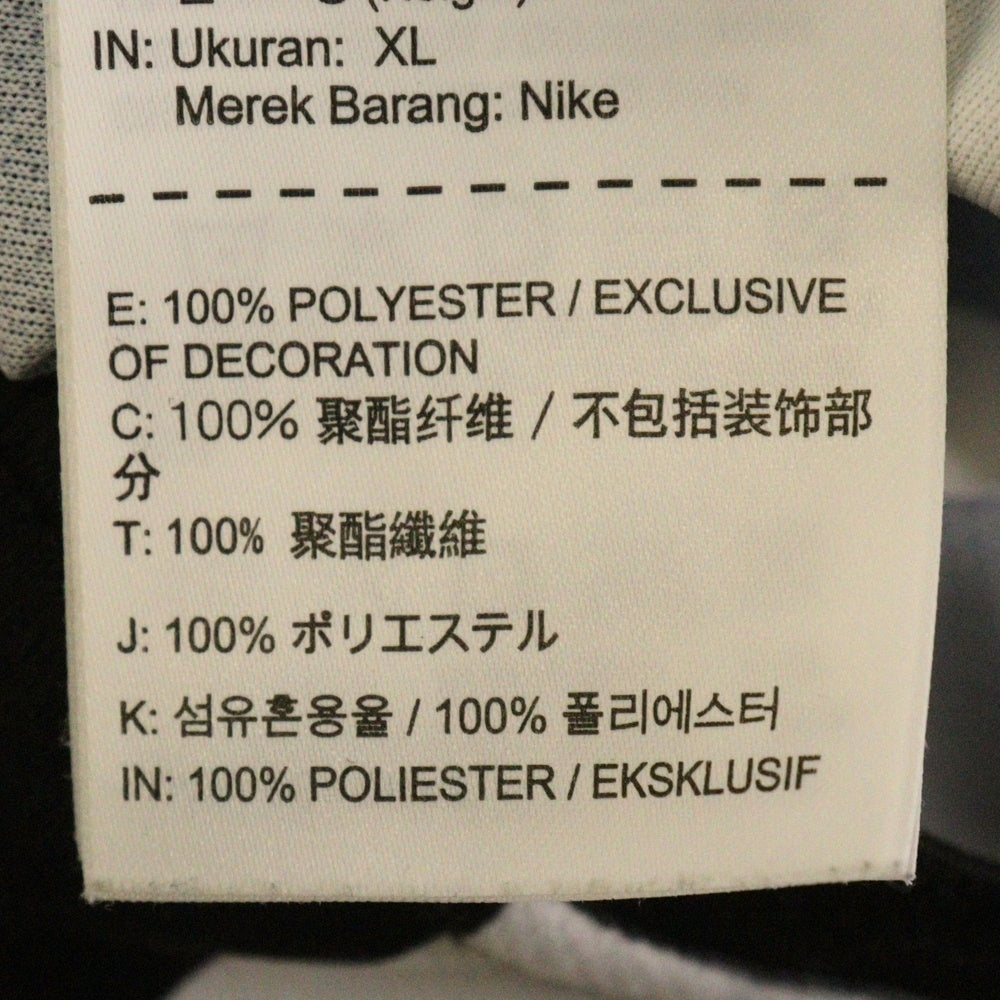 IN: Ukuran: XL
Merek Barang: Nike
E: 100% POLYESTER / EXCLUSIVE
OF DECORATION
C: 100% 聚酯纤维 / 不包括装饰部
分
T: 100% 聚酯纖維
J: 100% ポリエステル
K: 섬유혼용율 / 100% 폴리에스터
IN: 100% POLIESTER / EKSKLUSIF